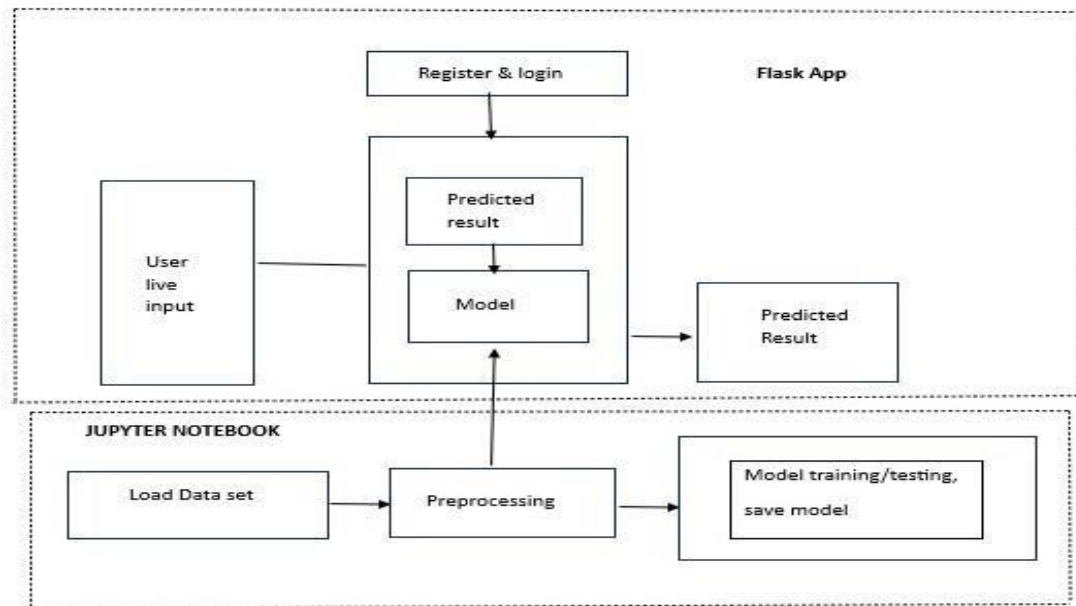 Register & login
Flask App
Predicted
result
User
live
input
Model
Predicted
Result
JUPYTER NOTEBOOK
Load Data set
Preprocessing
Model training/testing,
save model